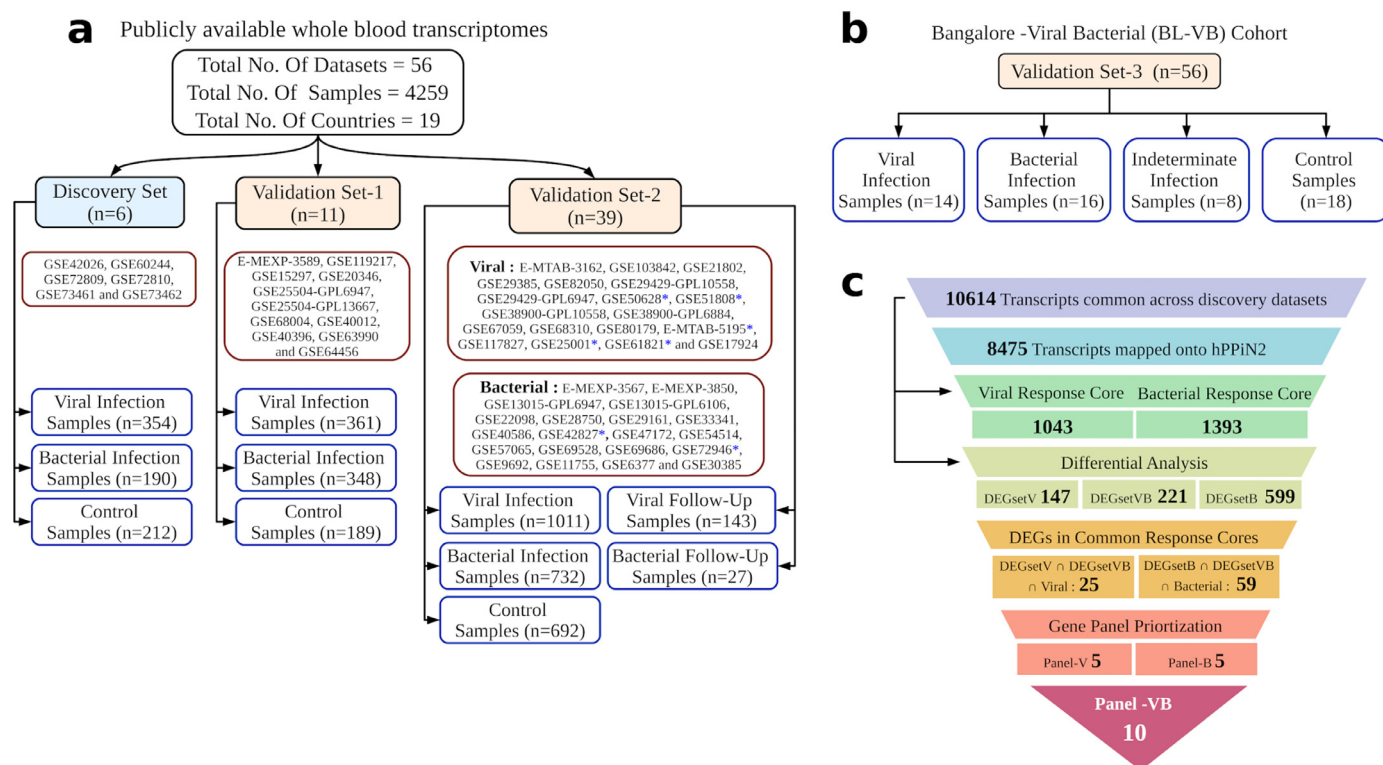 a Publicly available whole blood transcriptomes
Total No. Of Datasets = 56
Total No. Of Samples = 4259
Total No. Of Countries = 19
Discovery Set
(n=6)
GSE42026, GSE60244,
GSE72809, GSE72810,
GSE73461 and GSE73462
Viral Infection
Samples (n=354)
Bacterial Infection
Samples (n=190)
Control
Samples (n=212)
Validation Set-1
(n=11)
E-MEXP-3589, GSE119217,
GSE15297, GSE20346,
GSE25504-GPL6947,
GSE25504-GPL13667,
GSE68004, GSE40012,
GSE40396, GSE63990
and GSE64456
Viral Infection
Samples (n=361)
Bacterial Infection
Samples (n=348)
Control
Samples (n=189)
Validation Set-2
(n=39)
Viral : E-MTAB-3162, GSE103842, GSE21802,
GSE29385, GSE82050, GSE29429-GPL10558,
GSE29429-GPL6947, GSE50628*, GSE51808*,
GSE38900-GPL10558, GSE38900-GPL6884,
GSE67059, GSE68310, GSE80179, E-MTAB-5195*,
GSE117827, GSE25001*, GSE61821* and GSE17924
Bacterial : E-MEXP-3567, E-MEXP-3850,
GSE13015-GPL6947, GSE13015-GPL6106,
GSE22098, GSE28750, GSE29161, GSE33341,
GSE40586, GSE42827*, GSE47172, GSE54514,
GSE57065, GSE69528, GSE69686, GSE72946*,
GSE9692, GSE11755, GSE6377 and GSE30385
Viral Infection
Samples (n=1011)
Bacterial Infection
Samples (n=732)
Control
Samples (n=692)
Viral Follow-Up
Samples (n=143)
Bacterial Follow-Up
Samples (n=27)
b Bangalore -Viral Bacterial (BL-VB) Cohort
Validation Set-3 (n=56)
Viral
Infection
Samples (n=14)
Bacterial
Infection
Samples (n=16)
Indeterminate
Infection
Samples (n=8)
Control
Samples
(n=18)
c
10614 Transcripts common across discovery datasets
8475 Transcripts mapped onto hPPiN2
Viral Response Core Bacterial Response Core
1043 1393
Differential Analysis
DEGsetV 147 DEGsetVB 221 DEGsetB 599
DEGs in Common Response Cores
DEGsetV ∩ DEGsetVB
∩ Viral : 25
DEGsetB ∩ DEGsetVB
∩ Bacterial : 59
Gene Panel Priortization
Panel-V 5 Panel-B 5
Panel -VB
10